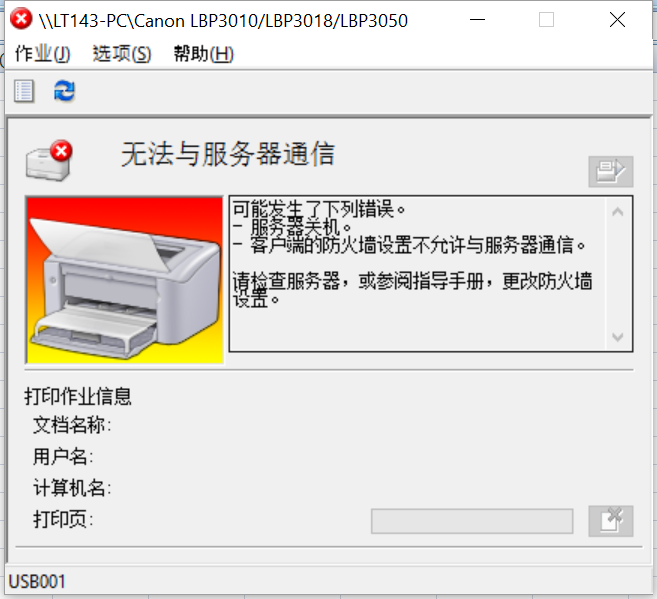 \\LT143-PC\Canon LBP3010/LBP3018/LBP3050
作业(J) 选项(S) 帮助(H)
无法与服务器通信
可能发生了下列错误。
- 服务器关机。
- 客户端的防火墙设置不允许与服务器通信。
请检查服务器，或参阅指导手册，更改防火墙
设置。
打印作业信息
文档名称:
用户名:
计算机名:
打印页:
USB001